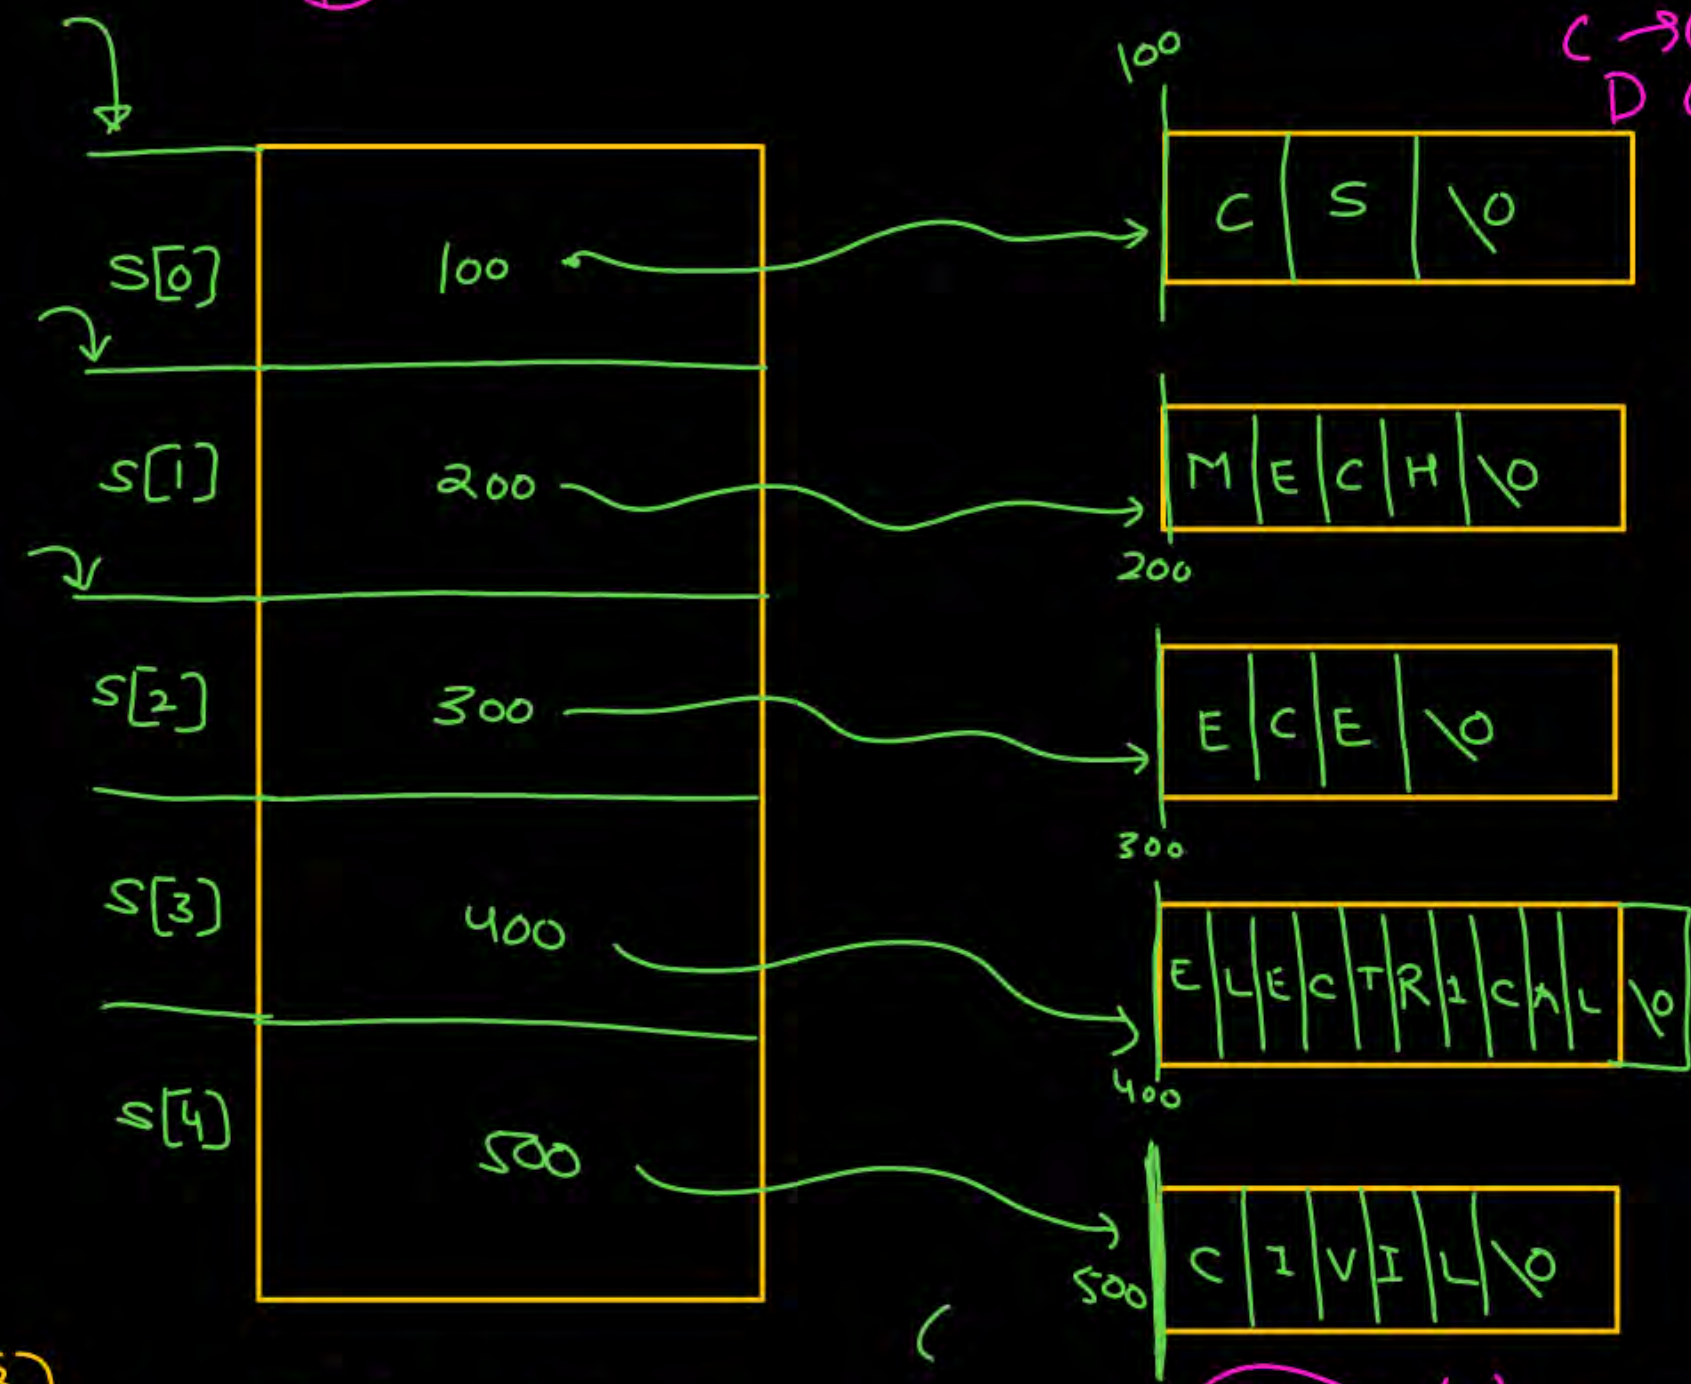 100
C →
D
S[0] 100 C S \0
S[1] 200 M E C H \0
200
S[2] 300 E C E \0
300
S[3] 400 E L E C T R I C A L \0
400
S[4] 500 C I V I L \0
500